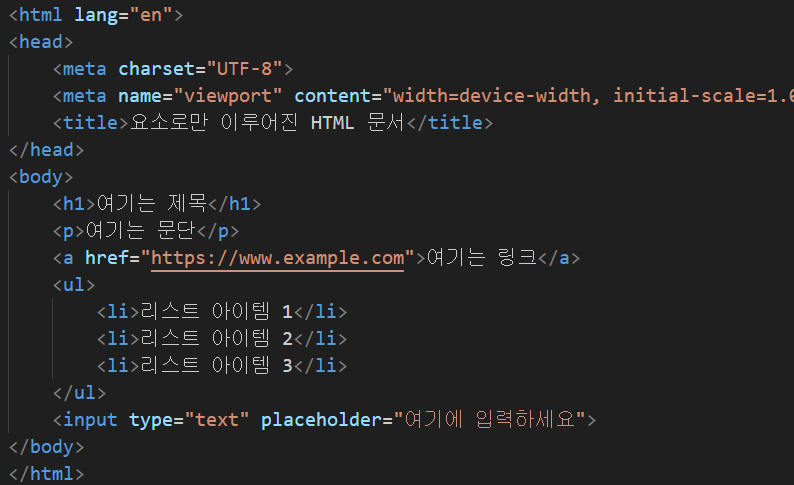 <html lang="en">
<head>
<meta charset="UTF-8">
<meta name="viewport" content="width=device-width, initial-scale=1.0
<title>요소로만 이루어진 HTML 문서</title>
</head>
<body>
<h1>여기는 제목</h1>
<p>여기는 문단</p>
<a href="https://www.example.com">여기는 링크</a>
<ul>
<li>리스트 아이템 1</li>
<li>리스트 아이템 2</li>
<li>리스트 아이템 3</li>
</ul>
<input type="text" placeholder="여기에 입력하세요">
</body>
</html>